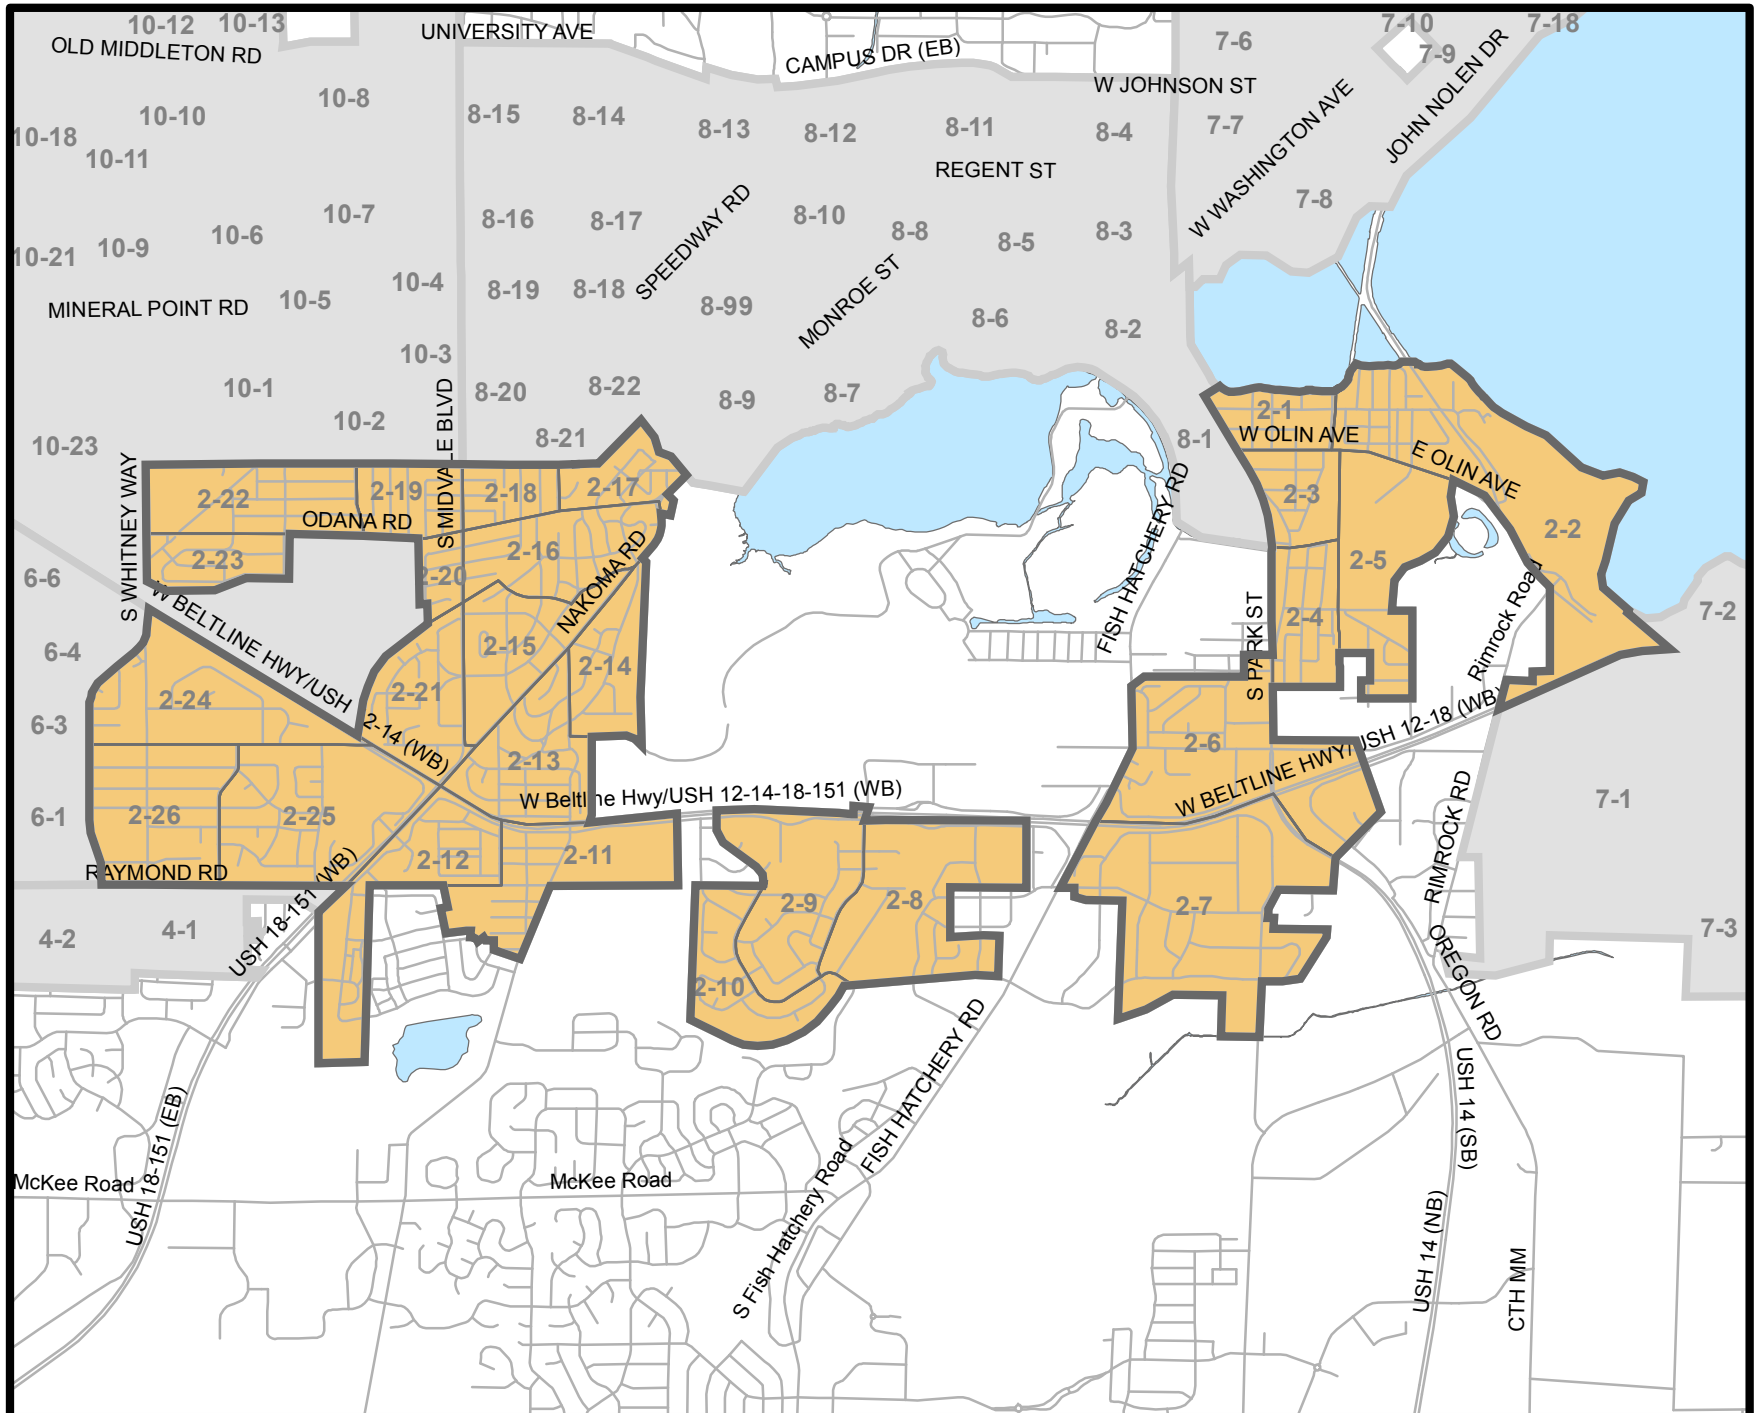 10-12
10-13
UNIVERSITY AVE
7-10
7-18
OLD MIDDLETON RD
CAMPUS DR (EB)
7-6
7-9
JOHN NOLEN DR
W JOHNSON ST
10-8
10-10
8-15
8-14
8-13
8-12
8-11
8-4
7-7
W WASHINGTON AVE
10-18
10-11
REGENT ST
7-8
10-7
10-6
10-9
10-21
8-16
8-17
SPEEDWAY RD
8-10
8-8
8-5
8-3
10-4
10-5
MINERAL POINT RD
8-19
8-18
8-99
MONROE ST
8-6
8-2
10-3
10-1
10-2
10-23
S MIDVALE BLVD
8-20
8-22
8-21
8-9
8-7
8-1
2-1
W OLIN AVE
E OLIN AVE
S WHITNEY WAY
2-22
2-19
2-18
2-17
ODANA RD
2-23
2-20
2-16
NAKOMA RD
FISH HATCHERY RD
2-3
2-2
2-5
2-4
Rimrock Road
6-6
W BELTLINE HWY/USH
2-14 (WB)
7-2
6-4
2-15
2-14
S PARK ST
2-21
2-24
6-3
2-13
2-6
W BELTLINE HWY/USH 12-18 (WB)
W Beltline Hwy/USH 12-14-18-151 (WB)
6-1
2-26
2-25
2-12
2-11
RAYMOND RD
7-1
RIMROCK RD
2-9
2-8
2-7
4-2
4-1
USH 18-151 (WB)
2-10
7-3
OREGON RD
FISH HATCHERY RD
USH 18-151 (EB)
USH 14 (SB)
McKee Road
McKee Road
S Fish Hatchery Road
USH 14 (NB)
CTH MM